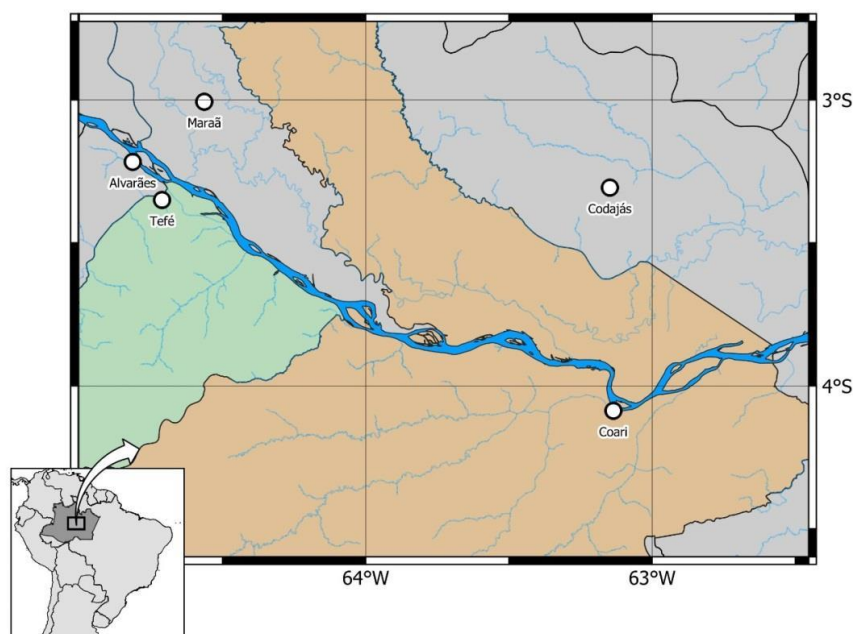 3°S
Maraã
Alvarães
Codajás
Tefé
4°S
Coari
64°W
63°W